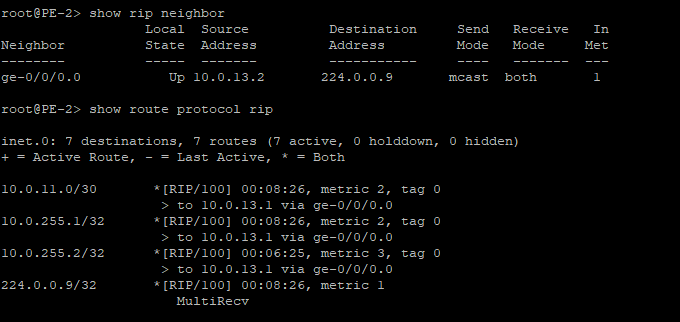 root@PE-2> show rip neighbor
                     Local  Source          Destination     Send   Receive   In
Neighbor             State  Address         Address         Mode   Mode     Met
--------             -----  -------         -----------     ----   -------  ---
ge-0/0/0.0              Up 10.0.13.2        224.0.0.9       mcast  both       1
root@PE-2> show route protocol rip
inet.0: 7 destinations, 7 routes (7 active, 0 holddown, 0 hidden)
+ = Active Route, - = Last Active, * = Both
10.0.11.0/30       *[RIP/100] 00:08:26, metric 2, tag 0
                    > to 10.0.13.1 via ge-0/0/0.0
10.0.255.1/32      *[RIP/100] 00:08:26, metric 2, tag 0
                    > to 10.0.13.1 via ge-0/0/0.0
10.0.255.2/32      *[RIP/100] 00:06:25, metric 3, tag 0
                    > to 10.0.13.1 via ge-0/0/0.0
224.0.0.9/32       *[RIP/100] 00:08:26, metric 1
                      MultiRecv